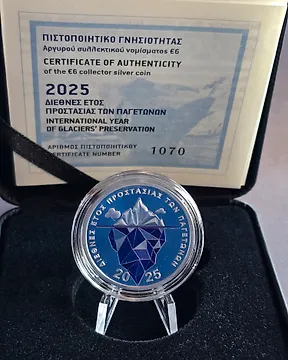 ΠΙΣΤΟΠΟΙΗΤΙΚΟ ΓΝΗΣΙΟΤΗΤΑΣ
Αργυρού συλλεκτικού νομίσματος €6
CERTIFICATE OF AUTHENTICITY
of the €6 collector silver coin
2025
ΔΙΕΘΝΕΣ ΕΤΟΣ
ΠΡΟΣΤΑΣΙΑΣ ΤΩΝ ΠΑΓΕΤΩΝΩΝ
INTERNATIONAL YEAR
OF GLACIERS' PRESERVATION
ΑΡΙΘΜΟΣ ΠΙΣΤΟΠΟΙΗΤΙΚΟΥ
CERTIFICATE NUMBER 1070
ΔΙΕΘΝΕΣ ΕΤΟΣ ΠΡΟΣΤΑΣΙΑΣ ΤΩΝ ΠΑΓΕΤΩΝΩΝ
2025